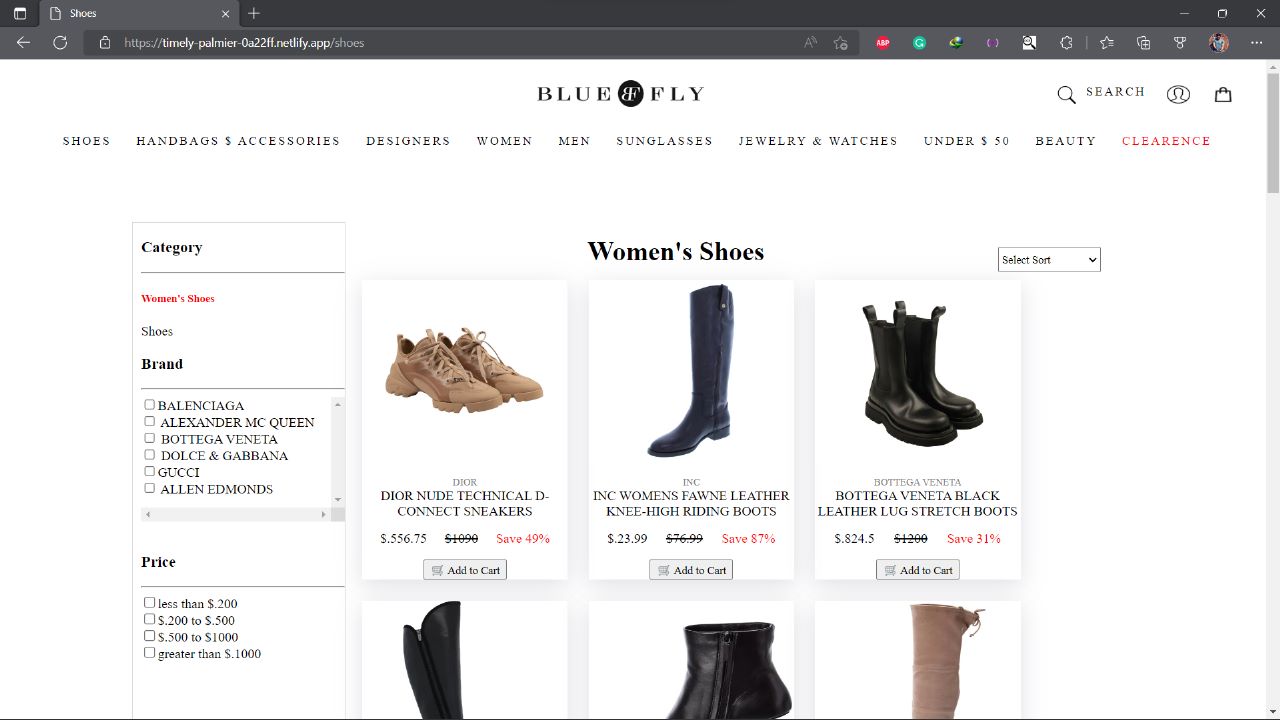 Shoes
https://timely-palmier-0a22ff.netlify.app/shoes
ABP
BLUE FLY
SEARCH
SHOES HANDBAGS $ ACCESSORIES DESIGNERS WOMEN MEN SUNGLASSES JEWELRY & WATCHES UNDER $ 50 BEAUTY CLEARENCE
Category
Women's Shoes
Shoes
Brand
BALENCIAGA
ALEXANDER MC QUEEN
BOTTEGA VENETA
DOLCE & GABBANA
GUCCI
ALLEN EDMONDS
Price
less than $.200
$.200 to $.500
$.500 to $1000
greater than $.1000
Women's Shoes
Select Sort
DIOR
DIOR NUDE TECHNICAL D-
CONNECT SNEAKERS
$.556.75 $1090 Save 49%
Add to Cart
INC
INC WOMENS FAWNE LEATHER
KNEE-HIGH RIDING BOOTS
$.23.99 $76.99 Save 87%
Add to Cart
BOTTEGA VENETA
BOTTEGA VENETA BLACK
LEATHER LUG STRETCH BOOTS
$.824.5 $1200 Save 31%
Add to Cart